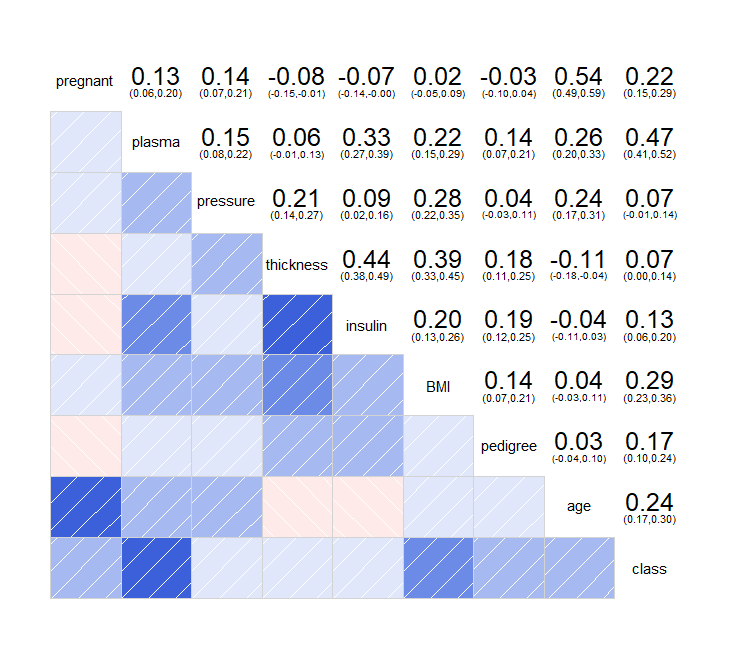 pregnant 0.13 0.14 -0.08 -0.07 0.02 -0.03 0.54 0.22
(0.06,0.20) (0.07,0.21) (-0.15,-0.01) (-0.14,-0.00) (-0.05,0.09) (-0.10,0.04) (0.49,0.59) (0.15,0.29)
plasma 0.15 0.06 0.33 0.22 0.14 0.26 0.47
(0.08,0.22) (-0.01,0.13) (0.27,0.39) (0.15,0.29) (0.07,0.21) (0.20,0.33) (0.41,0.52)
pressure 0.21 0.09 0.28 0.04 0.24 0.07
(0.14,0.27) (0.02,0.16) (0.22,0.35) (-0.03,0.11) (0.17,0.31) (-0.01,0.14)
thickness 0.44 0.39 0.18 -0.11 0.07
(0.38,0.49) (0.33,0.45) (0.11,0.25) (-0.18,-0.04) (0.00,0.14)
insulin 0.20 0.19 -0.04 0.13
(0.13,0.26) (0.12,0.25) (-0.11,0.03) (0.06,0.20)
BMI 0.14 0.04 0.29
(0.07,0.21) (-0.03,0.11) (0.23,0.36)
pedigree 0.03 0.17
(-0.04,0.10) (0.10,0.24)
age 0.24
(0.17,0.30)
class